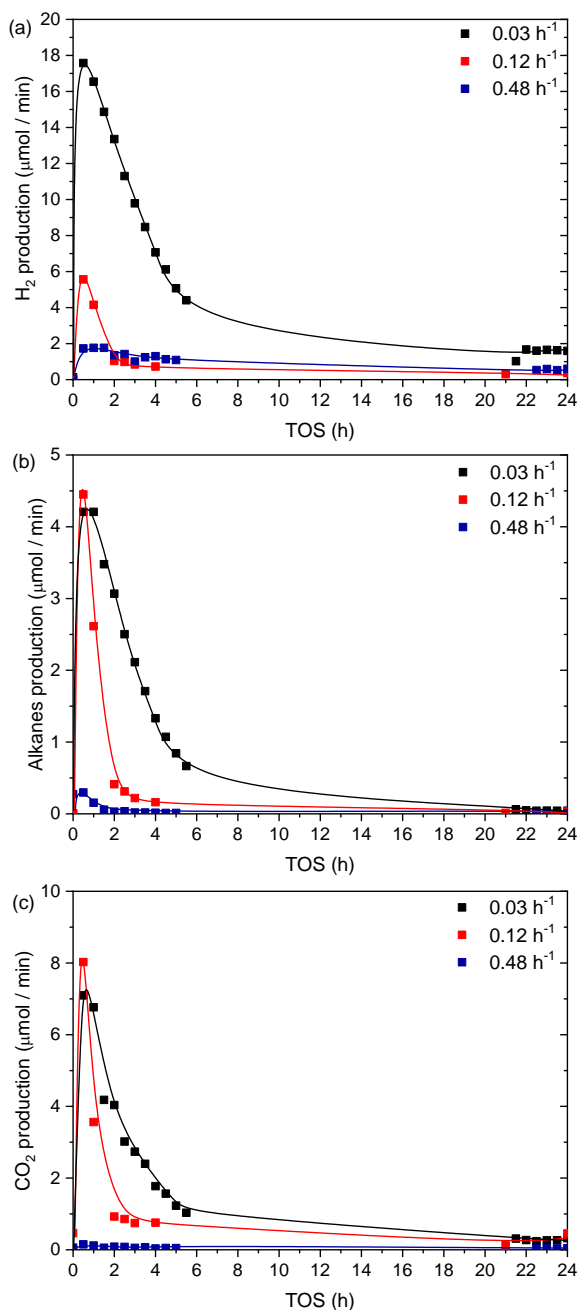 (a)
20
18
16
14
12
10
8
6
4
2
0
H₂ production (μmol / min)
0.03 h⁻¹
0.12 h⁻¹
0.48 h⁻¹
0 2 4 6 8 10 12 14 16 18 20 22 24
TOS (h)
(b)
5
4
3
2
1
0
Alkanes production (μmol / min)
0.03 h⁻¹
0.12 h⁻¹
0.48 h⁻¹
0 2 4 6 8 10 12 14 16 18 20 22 24
TOS (h)
(c)
10
8
6
4
2
0
CO₂ production (μmol / min)
0.03 h⁻¹
0.12 h⁻¹
0.48 h⁻¹
0 2 4 6 8 10 12 14 16 18 20 22 24
TOS (h)